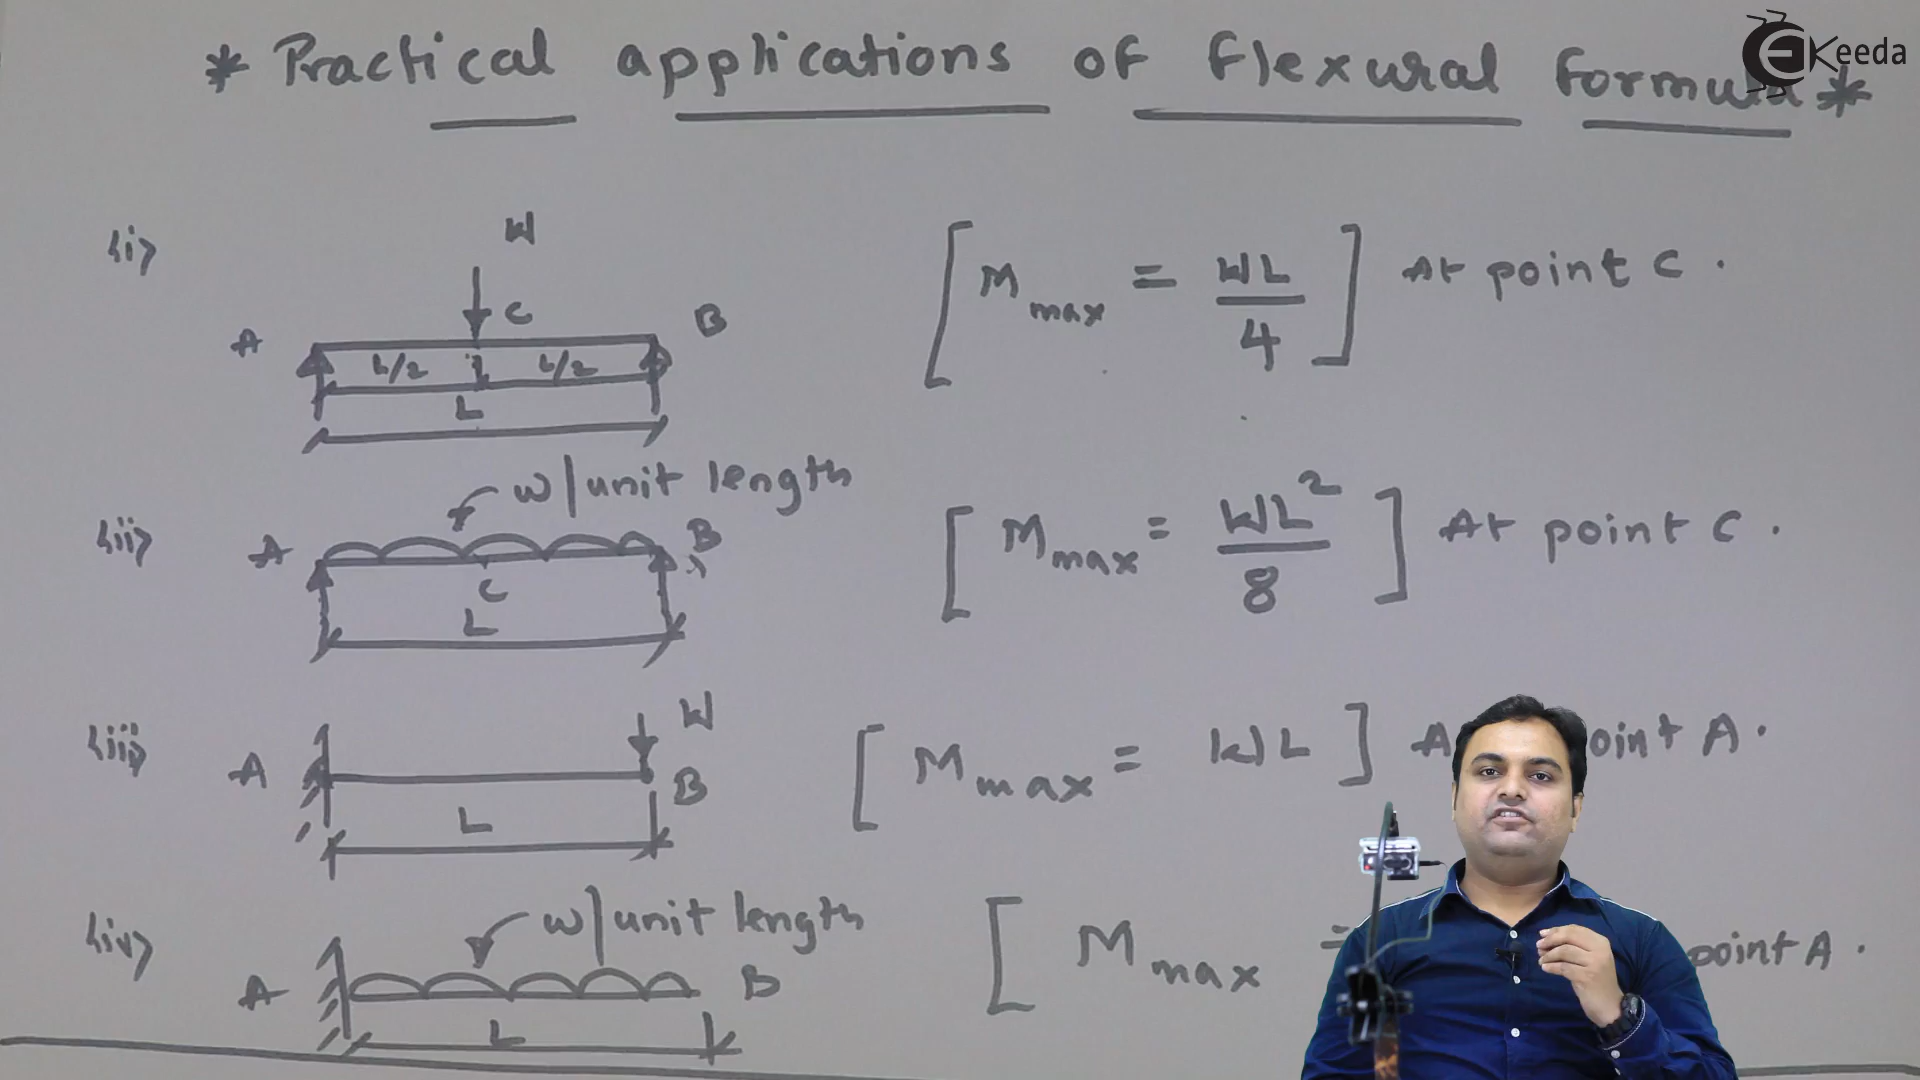 * Practical applications of flexural formula *
EKeeda
(i) W
C
A B
L/2 L/2
L
[Mmax = WL/4] At point C.
w/unit length
(ii) A B
C
L
[Mmax = WL²/8] At point C.
(iii) W
A B
L
[Mmax = WL] A oint A.
w/unit length
(iv) A B
L
[Mmax = point A.